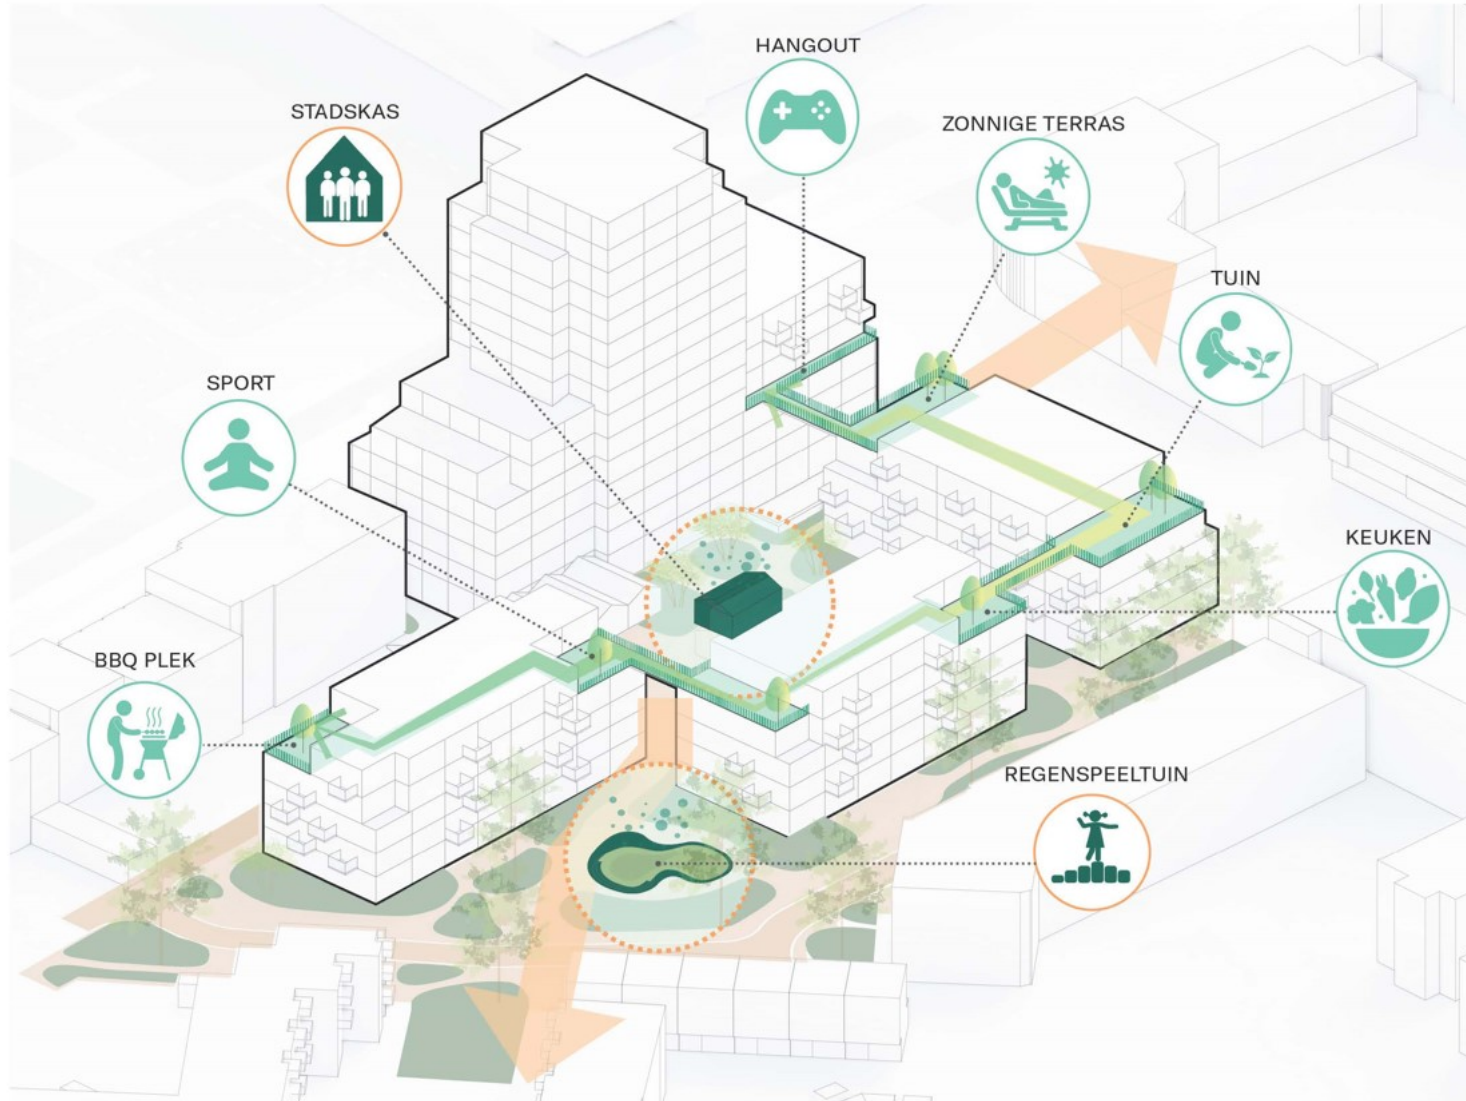 HANGOUT
STADSKAS
ZONNIGE TERRAS
TUIN
SPORT
KEUKEN
BBQ PLEK
REGENSPEELTUIN